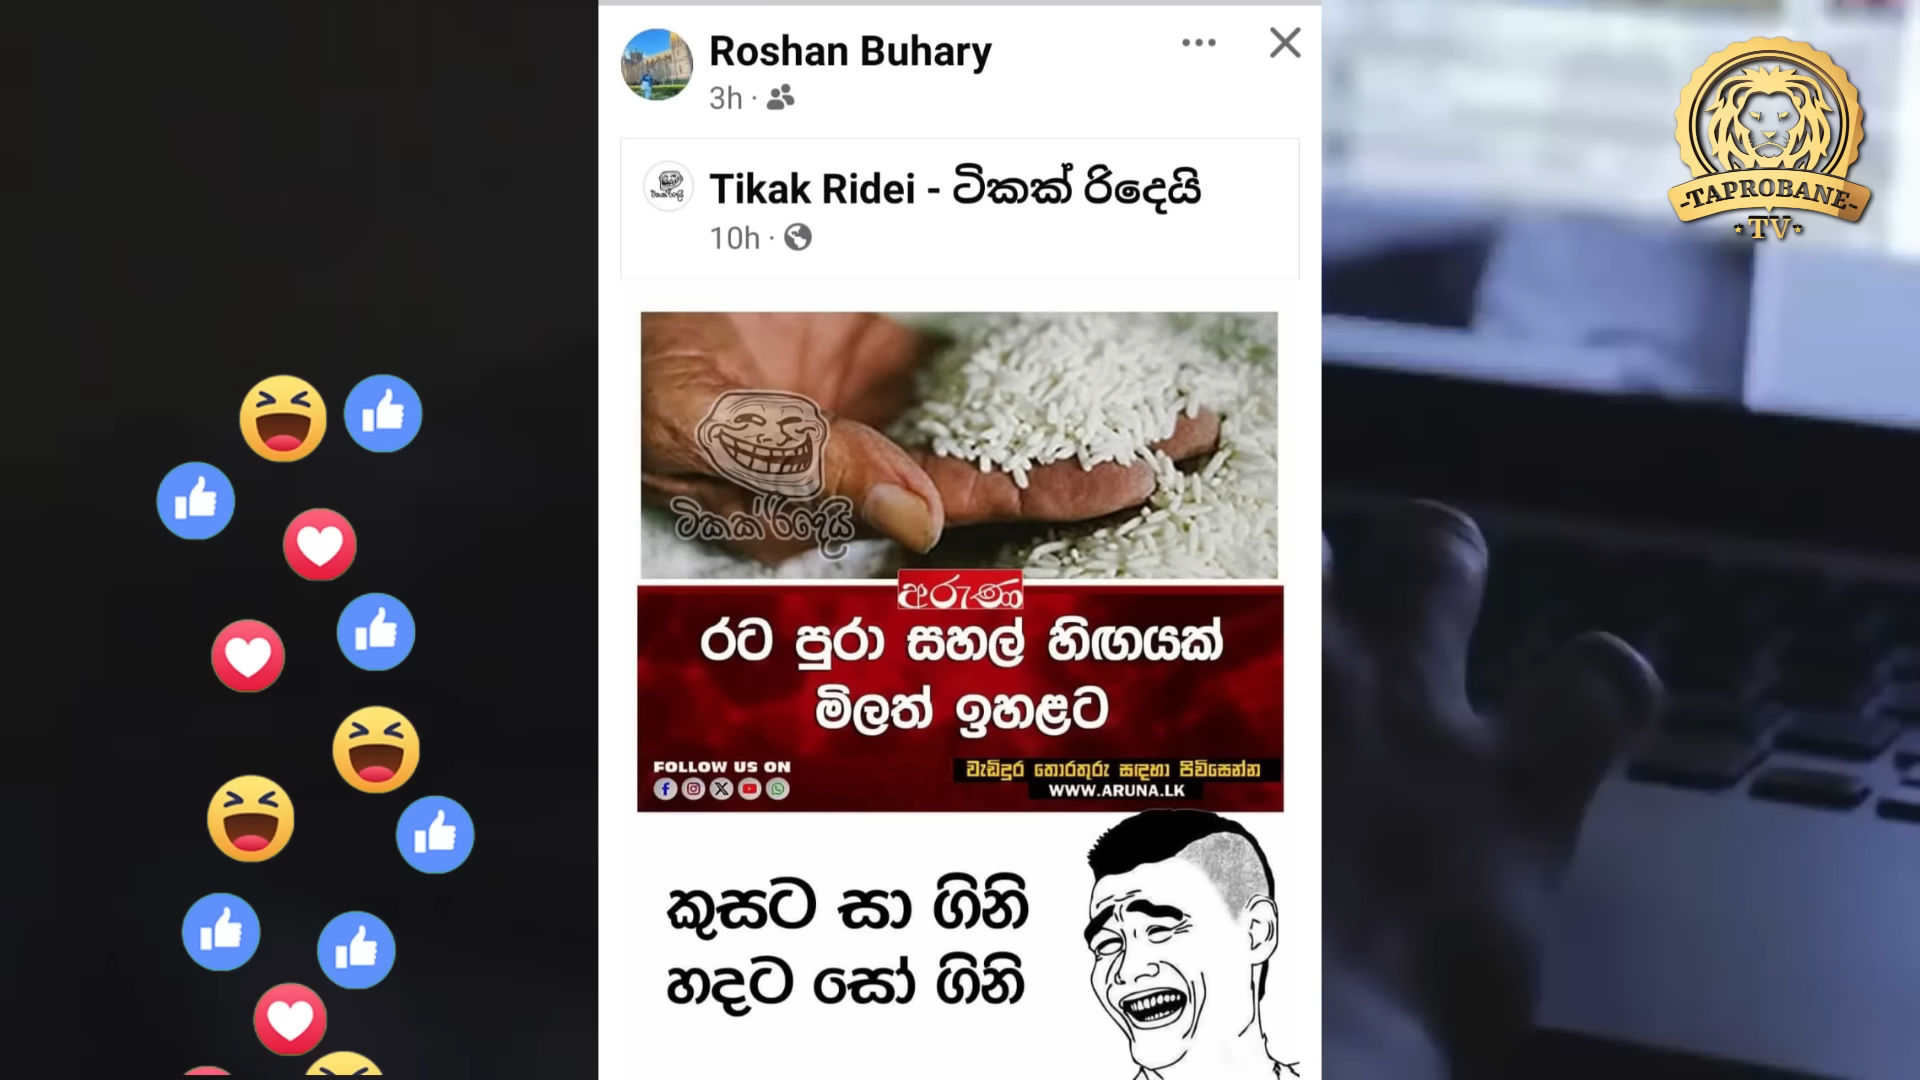 Roshan Buhary
3h ·
Tikak Ridei - ටිකක් රිදෙයි
10h ·
ටිකක් රිදෙයි
අරුණ
රට පුරා සහල් හිඟයක්
මිලත් ඉහළට
FOLLOW US ON
වැඩිදුර තොරතුරු සඳහා පිවිසෙන්න
WWW.ARUNA.LK
කුසට සා ගිනි
හදට සෝ ගිනි
-TAPROBANE-
TV